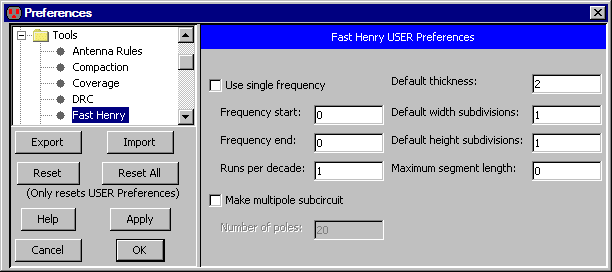 Preferences
Tools
Antenna Rules
Compaction
Coverage
DRC
Fast Henry
Export Import
Reset Reset All
(Only resets USER Preferences)
Help Apply
Cancel OK
Fast Henry USER Preferences
Use single frequency Default thickness: 2
Frequency start: 0 Default width subdivisions: 1
Frequency end: 0 Default height subdivisions: 1
Runs per decade: 1 Maximum segment length: 0
Make multipole subcircuit
Number of poles: 20